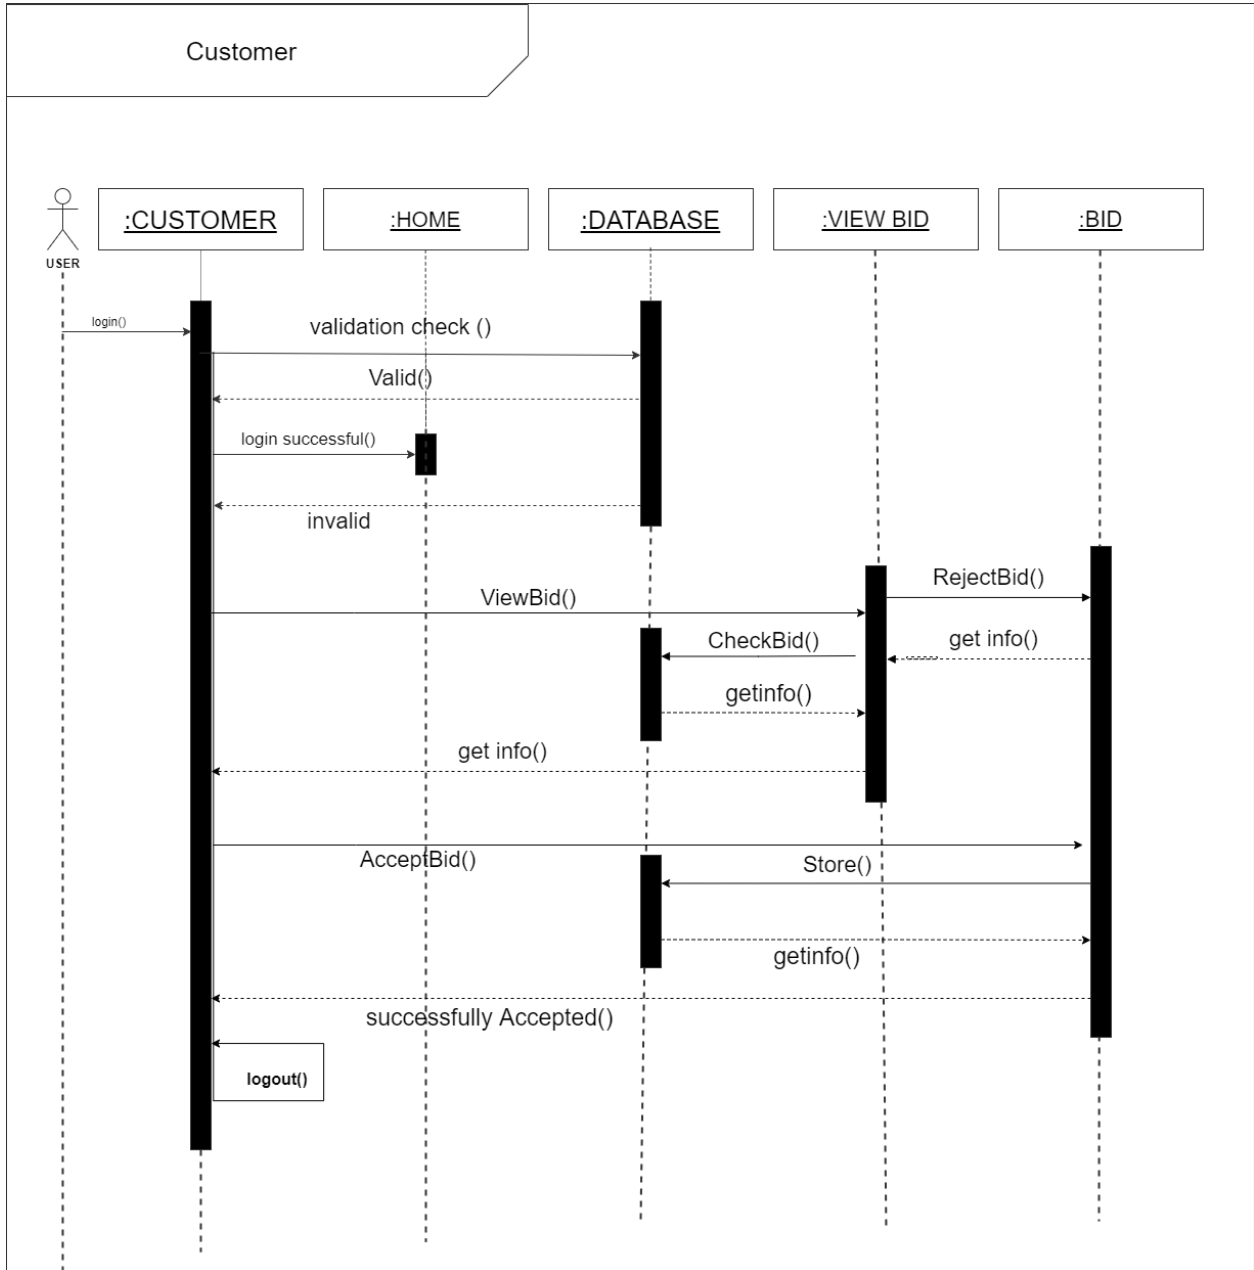 Customer
:CUSTOMER
:HOME
:DATABASE
:VIEW BID
:BID
USER
login()
validation check ()
Valid()
login successful()
invalid
RejectBid()
ViewBid()
CheckBid()
get info()
getinfo()
get info()
AcceptBid()
Store()
getinfo()
successfully Accepted()
logout()